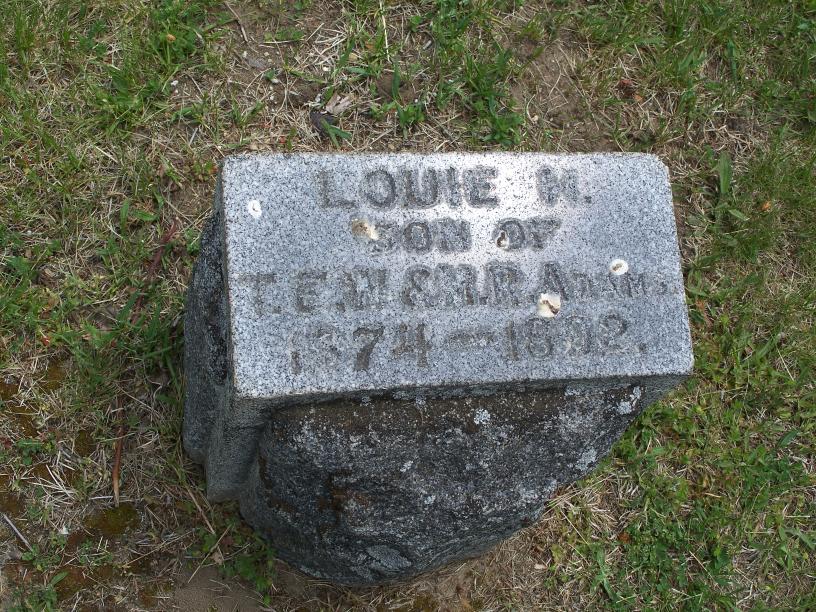 LOUIE H.
SON OF
T. E. W. & H. R. ADAMS
1874 — 1892.